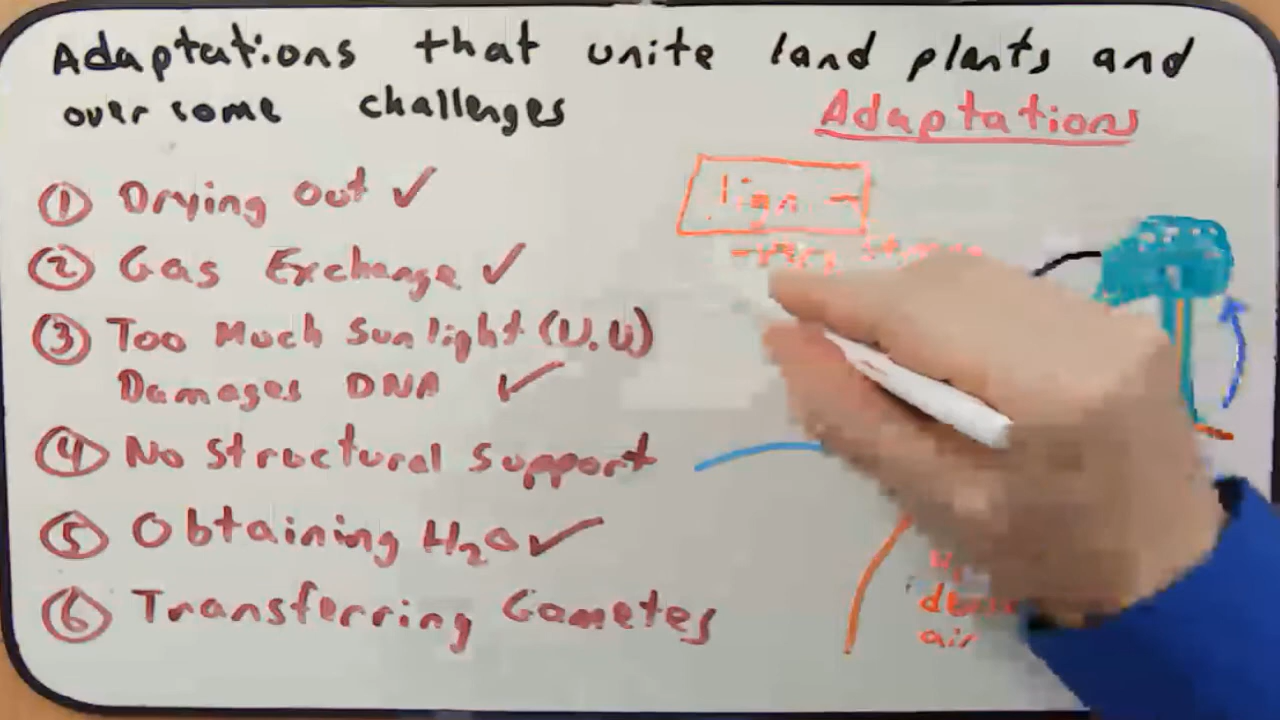 Adaptations that unite land plants and
over some challenges
Adaptations
① Drying Out ✓
② Gas Exchange ✓
③ Too Much Sunlight (U.V)
Damages DNA ✓
④ No Structural Support
⑤ Obtaining H₂O ✓
⑥ Transferring Gametes
air